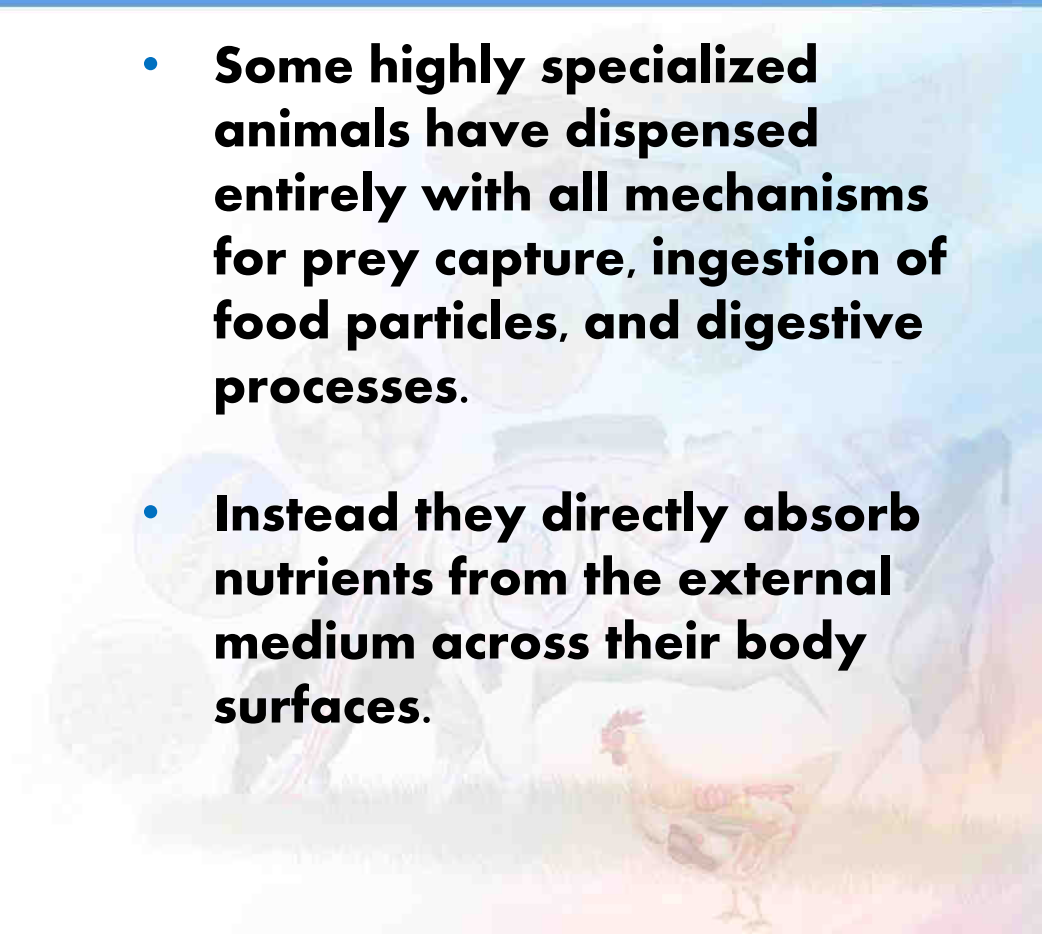 • Some highly specialized
animals have dispensed
entirely with all mechanisms
for prey capture, ingestion of
food particles, and digestive
processes.
• Instead they directly absorb
nutrients from the external
medium across their body
surfaces.